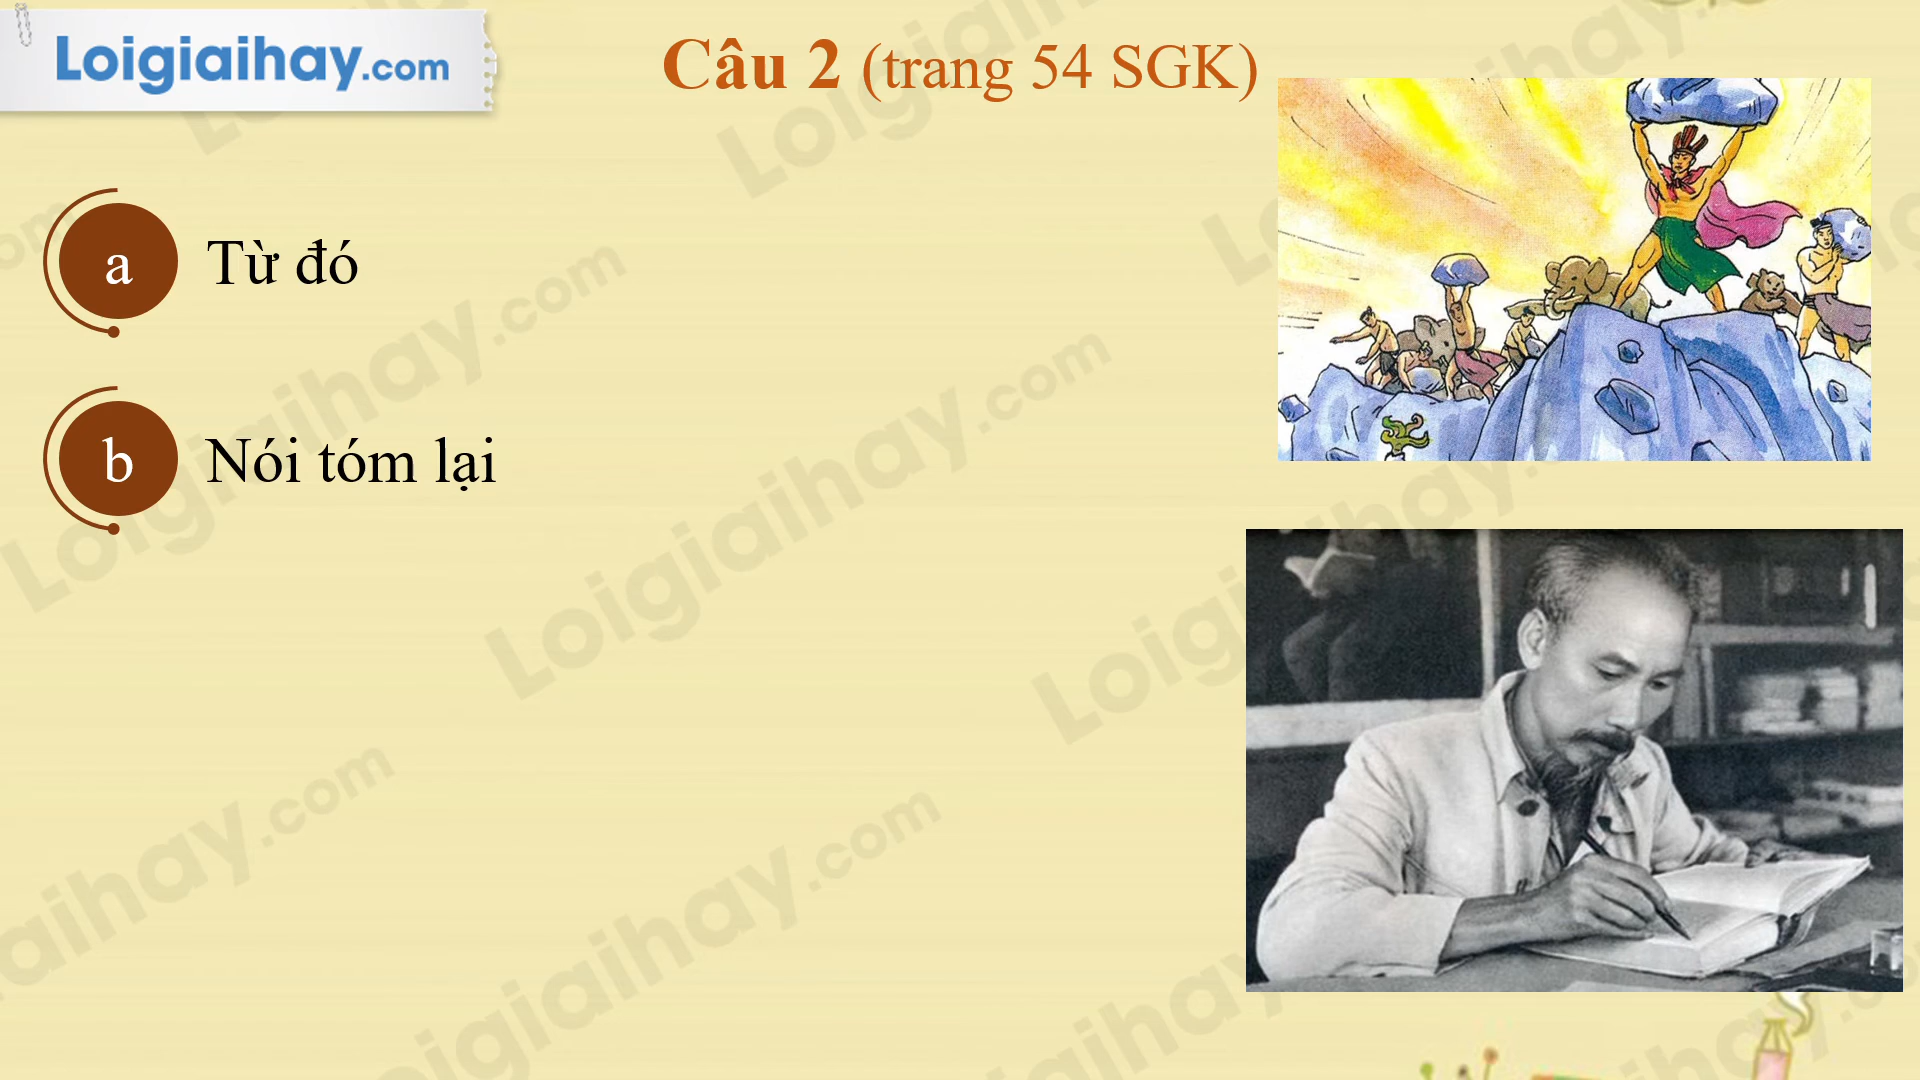 Loigiaihay.com
Câu 2 (trang 54 SGK)
a Từ đó
b Nói tóm lại